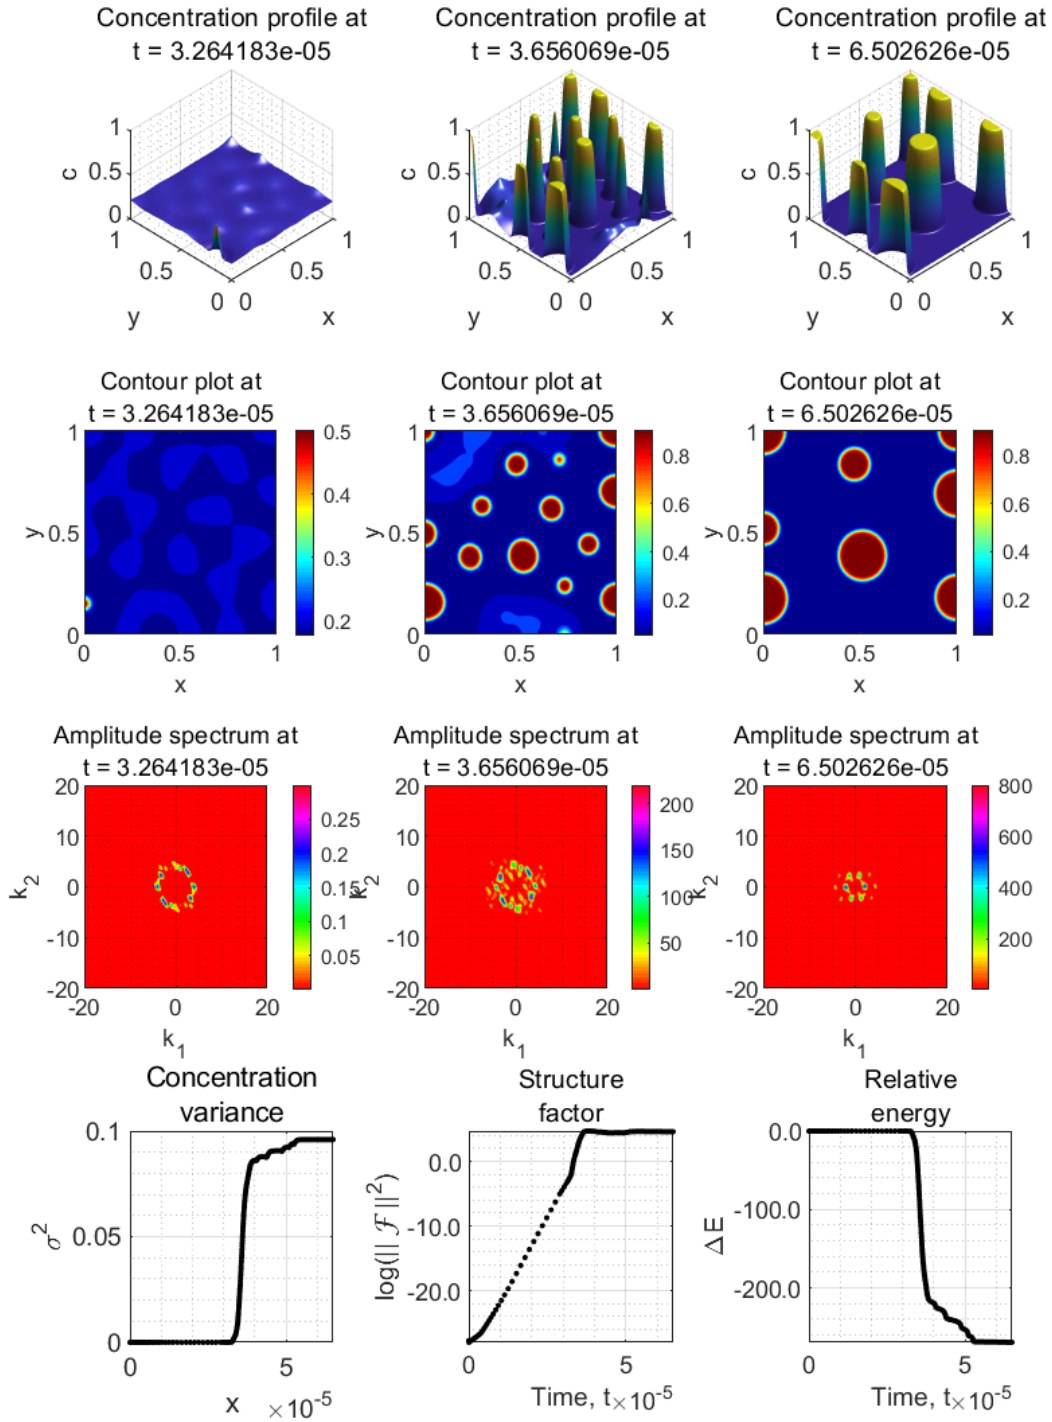 Concentration profile at
t = 3.264183e-05
Concentration profile at
t = 3.656069e-05
Concentration profile at
t = 6.502626e-05
1
0.5
0
c
1
0.5
0
y
0
0.5
1
x
1
0.5
0
c
1
0.5
0
y
0
0.5
1
x
1
0.5
0
c
1
0.5
0
y
0
0.5
1
x
Contour plot at
t = 3.264183e-05
Contour plot at
t = 3.656069e-05
Contour plot at
t = 6.502626e-05
1
0.5
0
y
0 0.5 1
x
0.5
0.4
0.3
0.2
1
0.5
0
y
0 0.5 1
x
0.8
0.6
0.4
0.2
1
0.5
0
y
0 0.5 1
x
0.8
0.6
0.4
0.2
Amplitude spectrum at
t = 3.264183e-05
Amplitude spectrum at
t = 3.656069e-05
Amplitude spectrum at
t = 6.502626e-05
20
10
0
-10
-20
k_2
-20 0 20
k_1
0.25
0.2
0.15
0.1
0.05
20
10
0
-10
-20
k_2
-20 0 20
k_1
200
150
100
50
20
10
0
-10
-20
k_2
-20 0 20
k_1
800
600
400
200
Concentration
variance
0.1
0.05
0
σ^2
0 5
x ×10^-5
Structure
factor
0.0
-10.0
-20.0
log(|| ℱ ||^2)
0 5
Time, t ×10^-5
Relative
energy
0.0
-100.0
-200.0
ΔE
0 5
Time, t ×10^-5